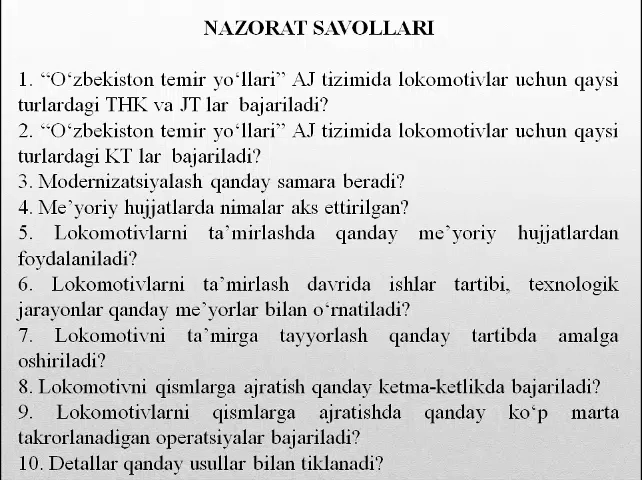 NAZORAT SAVOLLARI
1. “O‘zbekiston temir yo‘llari” AJ tizimida lokomotivlar uchun qaysi
turlardagi THK va JT lar bajariladi?
2. “O‘zbekiston temir yo‘llari” AJ tizimida lokomotivlar uchun qaysi
turlardagi KT lar bajariladi?
3. Modernizatsiyalash qanday samara beradi?
4. Me’yoriy hujjatlarda nimalar aks ettirilgan?
5. Lokomotivlarni ta’mirlashda qanday me’yoriy hujjatlardan
foydalaniladi?
6. Lokomotivlarni ta’mirlash davrida ishlar tartibi, texnologik
jarayonlar qanday me’yorlar bilan o‘rnatiladi?
7. Lokomotivni ta’mirga tayyorlash qanday tartibda amalga
oshiriladi?
8. Lokomotivni qismlarga ajratish qanday ketma-ketlikda bajariladi?
9. Lokomotivlarni qismlarga ajratishda qanday ko‘p marta
takrorlanadigan operatsiyalar bajariladi?
10. Detallar qanday usullar bilan tiklanadi?